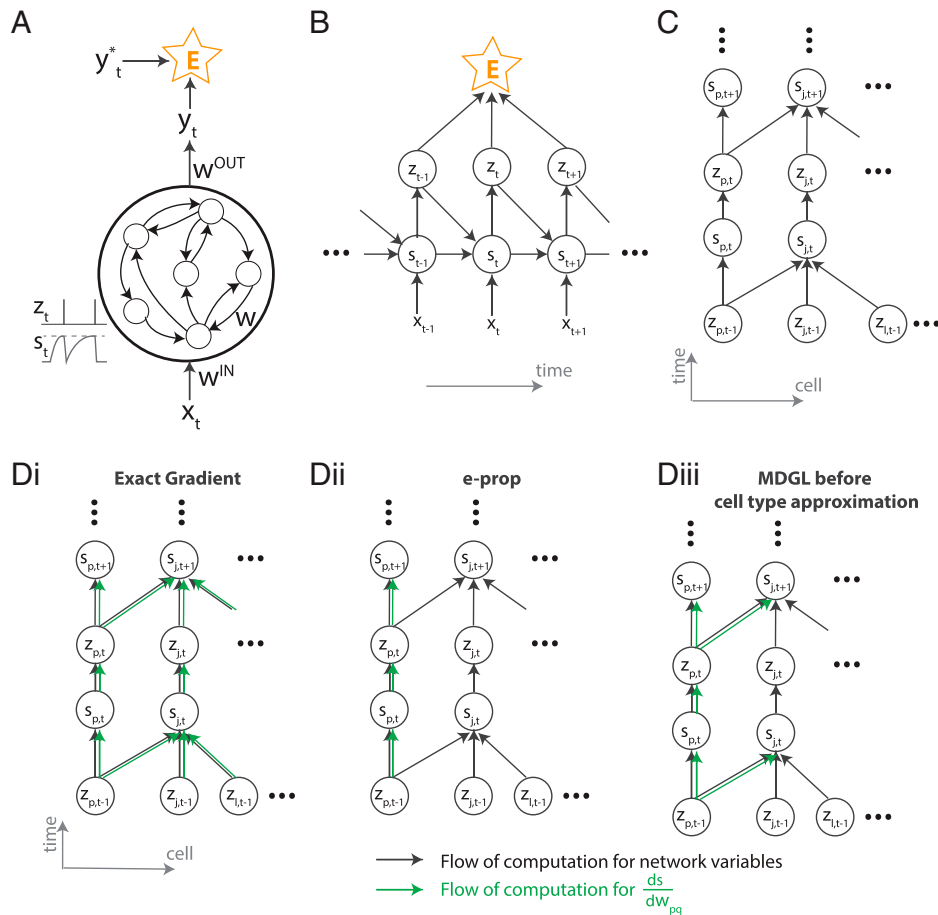 A
y*t
E
yt
wOUT
w
zt
st
wIN
xt
B
E
zt-1
zt
zt+1
•••
st-1
st
st+1
•••
xt-1
xt
xt+1
time
C
sp,t+1
sj,t+1
•••
zp,t
zj,t
•••
sp,t
sj,t
zp,t-1
zj,t-1
zl,t-1
•••
time
cell
Di
Exact Gradient
sp,t+1
sj,t+1
•••
zp,t
zj,t
•••
sp,t
sj,t
zp,t-1
zj,t-1
zl,t-1
•••
time
cell
Dii
e-prop
sp,t+1
sj,t+1
•••
zp,t
zj,t
•••
sp,t
sj,t
zp,t-1
zj,t-1
zl,t-1
•••
Diii
MDGL before
cell type approximation
sp,t+1
sj,t+1
•••
zp,t
zj,t
•••
sp,t
sj,t
zp,t-1
zj,t-1
zl,t-1
•••
Flow of computation for network variables
Flow of computation for ds/dwpq